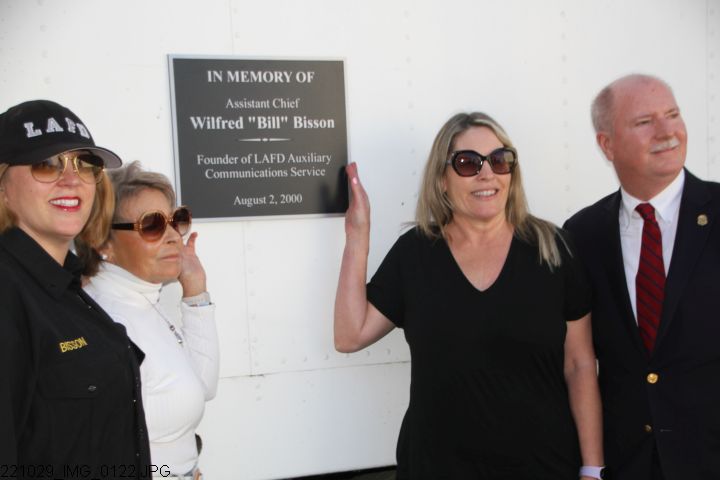 IN MEMORY OF
Assistant Chief
Wilfred "Bill" Bisson
Founder of LAFD Auxiliary
Communications Service
August 2, 2000
LAFD
BISSON
221029_IMG_0122.JPG